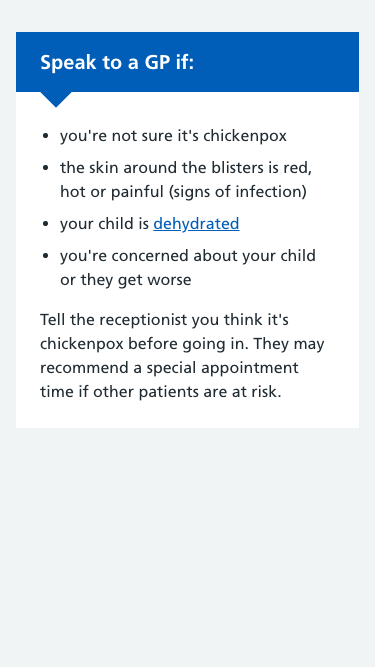 Speak to a GP if:
• you're not sure it's chickenpox
• the skin around the blisters is red,
hot or painful (signs of infection)
• your child is dehydrated
• you're concerned about your child
or they get worse
Tell the receptionist you think it's
chickenpox before going in. They may
recommend a special appointment
time if other patients are at risk.